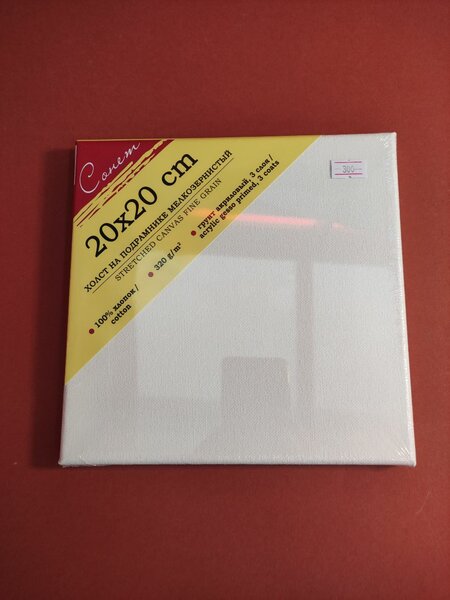 Сонет
20x20 cm
ХОЛСТ НА ПОДРАМНИКЕ МЕЛКОЗЕРНИСТЫЙ
STRETCHED CANVAS FINE GRAIN
100% хлопок /
cotton
320 g/m²
грунт акриловый, 3 слоя /
acrylic gesso primed, 3 coats
300